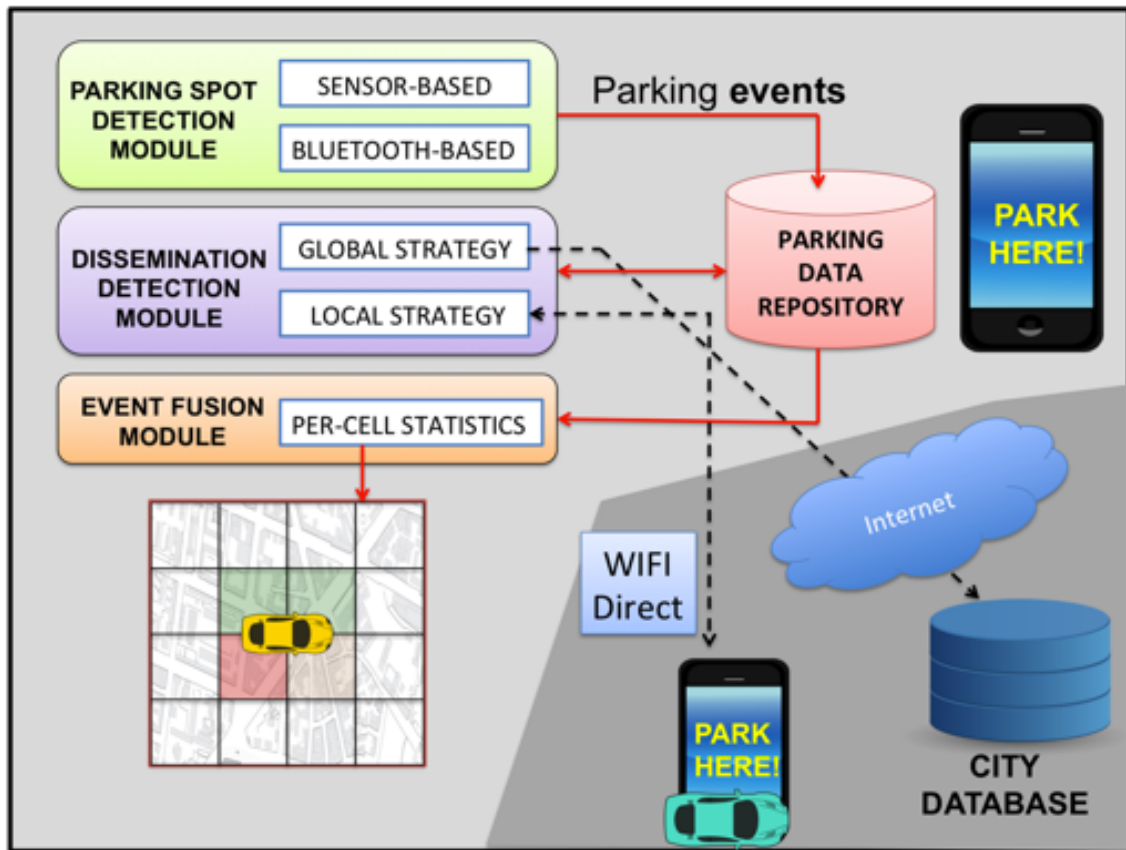 PARKING SPOT
DETECTION
MODULE
SENSOR-BASED
BLUETOOTH-BASED
Parking events
DISSEMINATION
DETECTION
MODULE
GLOBAL STRATEGY
LOCAL STRATEGY
PARKING
DATA
REPOSITORY
PARK
HERE!
EVENT FUSION
MODULE
PER-CELL STATISTICS
Internet
WIFI
Direct
PARK
HERE!
CITY
DATABASE